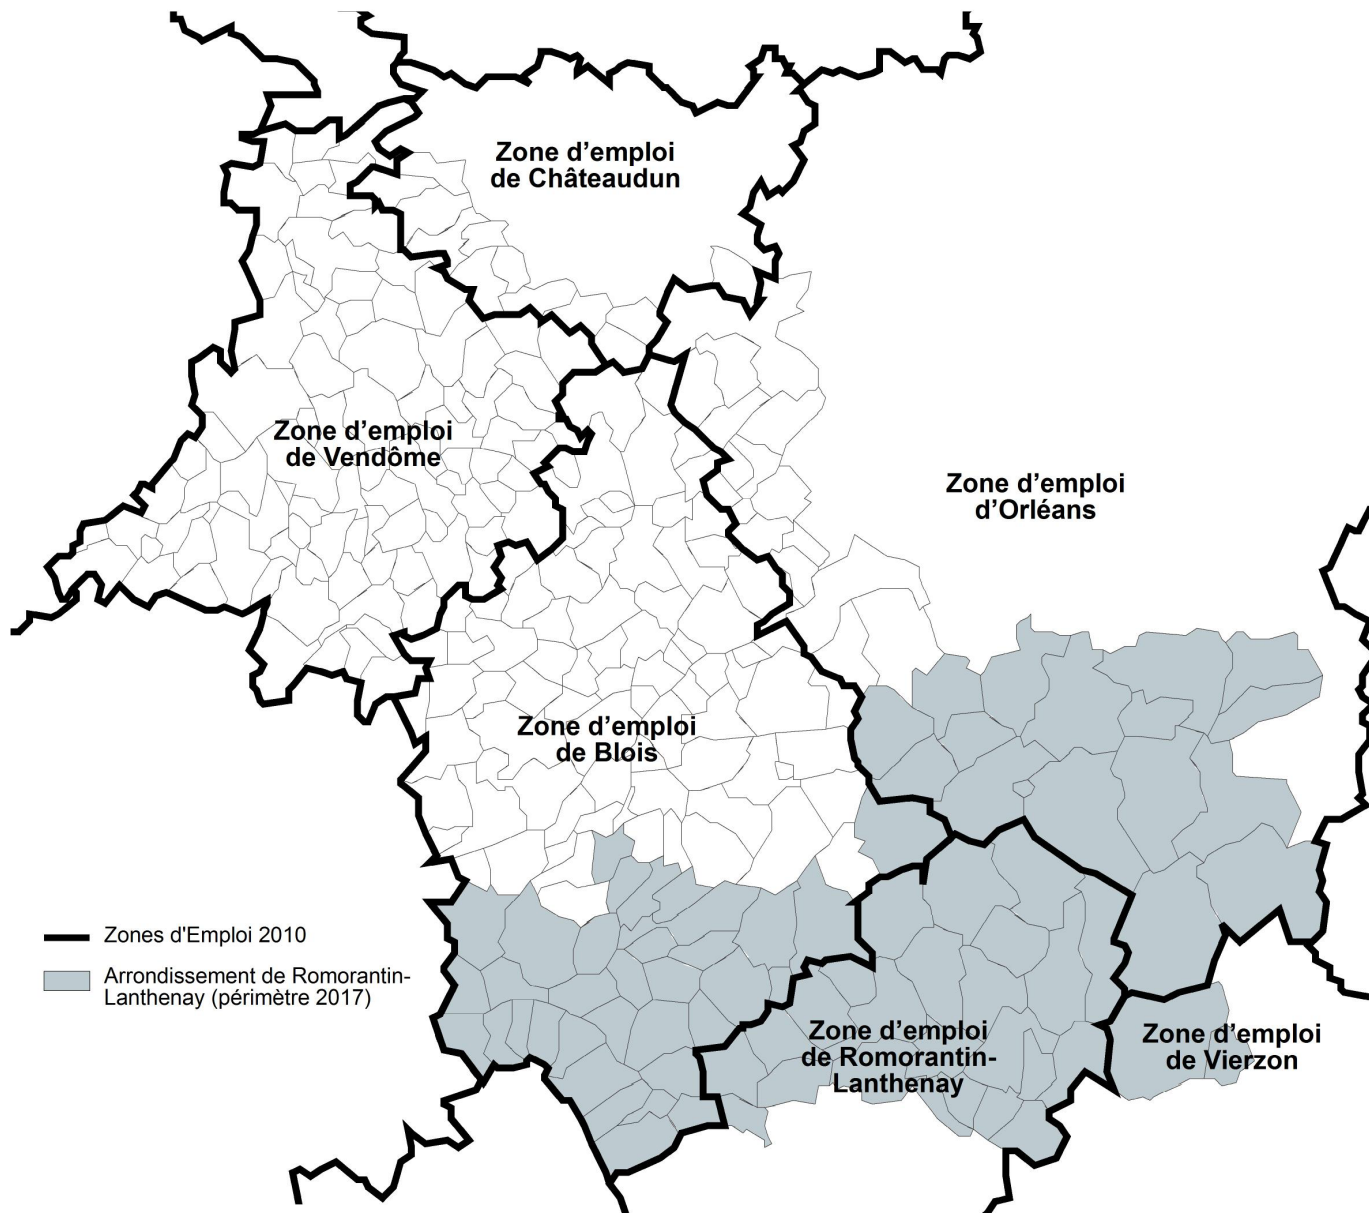 Zone d’emploi
de Châteaudun
Zone d’emploi
de Vendôme
Zone d’emploi
d’Orléans
Zone d’emploi
de Blois
Zones d'Emploi 2010
Arrondissement de Romorantin-
Lanthenay (périmètre 2017)
Zone d’emploi
de Romorantin-
Lanthenay
Zone d’emploi
de Vierzon